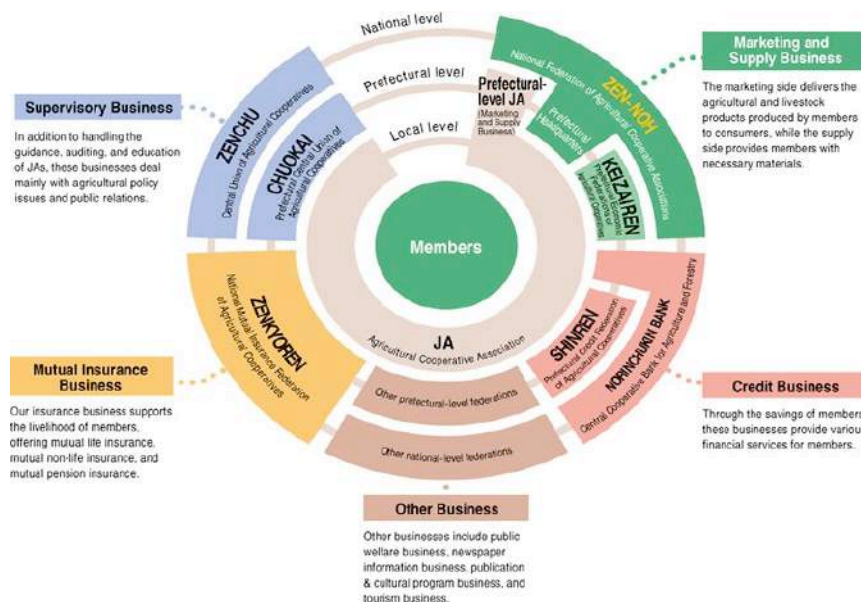 National level
Prefectural level
Local level
Supervisory Business
In addition to handling the
guidance, auditing, and education
of JAs, these businesses deal
mainly with agricultural policy
issues and public relations.
ZENCHU
Central Union of Agricultural Cooperatives
CHUOKAI
Prefectural Central Union of
Agricultural Cooperatives
Prefectural-
level JA
(Marketing and
Supply
Business)
National Federation of Agricultural Cooperative Associations
ZEN-NOH
Prefectural
Headquarters
KEIZAIREN
Prefectural Economic
Federations of
Agricultural Cooperatives
Marketing and
Supply Business
The marketing side delivers the
agricultural and livestock
products produced by members
to consumers, while the supply
side provides members with
necessary materials.
Members
JA
Agricultural Cooperative Association
ZENKYOREN
National Mutual Insurance Federation
of Agricultural Cooperatives
SHINREN
Prefectural Credit Federation
of Agricultural Cooperatives
NORINCHUKIN BANK
Central Cooperative Bank for Agriculture and Forestry
Other prefectural-level federations
Other national-level federations
Mutual Insurance
Business
Our insurance business supports
the livelihood of members,
offering mutual life insurance,
mutual non-life insurance, and
mutual pension insurance.
Credit Business
Through the savings of members
these businesses provide variou
financial services for members.
Other Business
Other businesses include public
welfare business, newspaper
information business, publication
& cultural program business, and
tourism business.